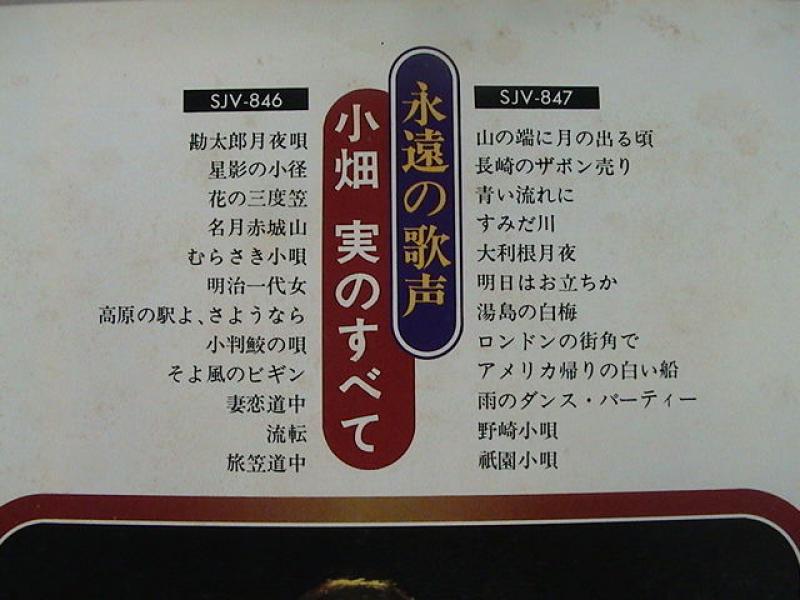 永遠の歌声
小畑 実のすべて
SJV-846
勘太郎月夜唄
星影の小径
花の三度笠
名月赤城山
むらさき小唄
明治一代女
高原の駅よ、さようなら
小判鮫の唄
そよ風のビギン
妻恋道中
流転
旅笠道中
SJV-847
山の端に月の出る頃
長崎のザボン売り
青い流れに
すみだ川
大利根月夜
明日はお立ちか
湯島の白梅
ロンドンの街角で
アメリカ帰りの白い船
雨のダンス・パーティー
野崎小唄
祇園小唄